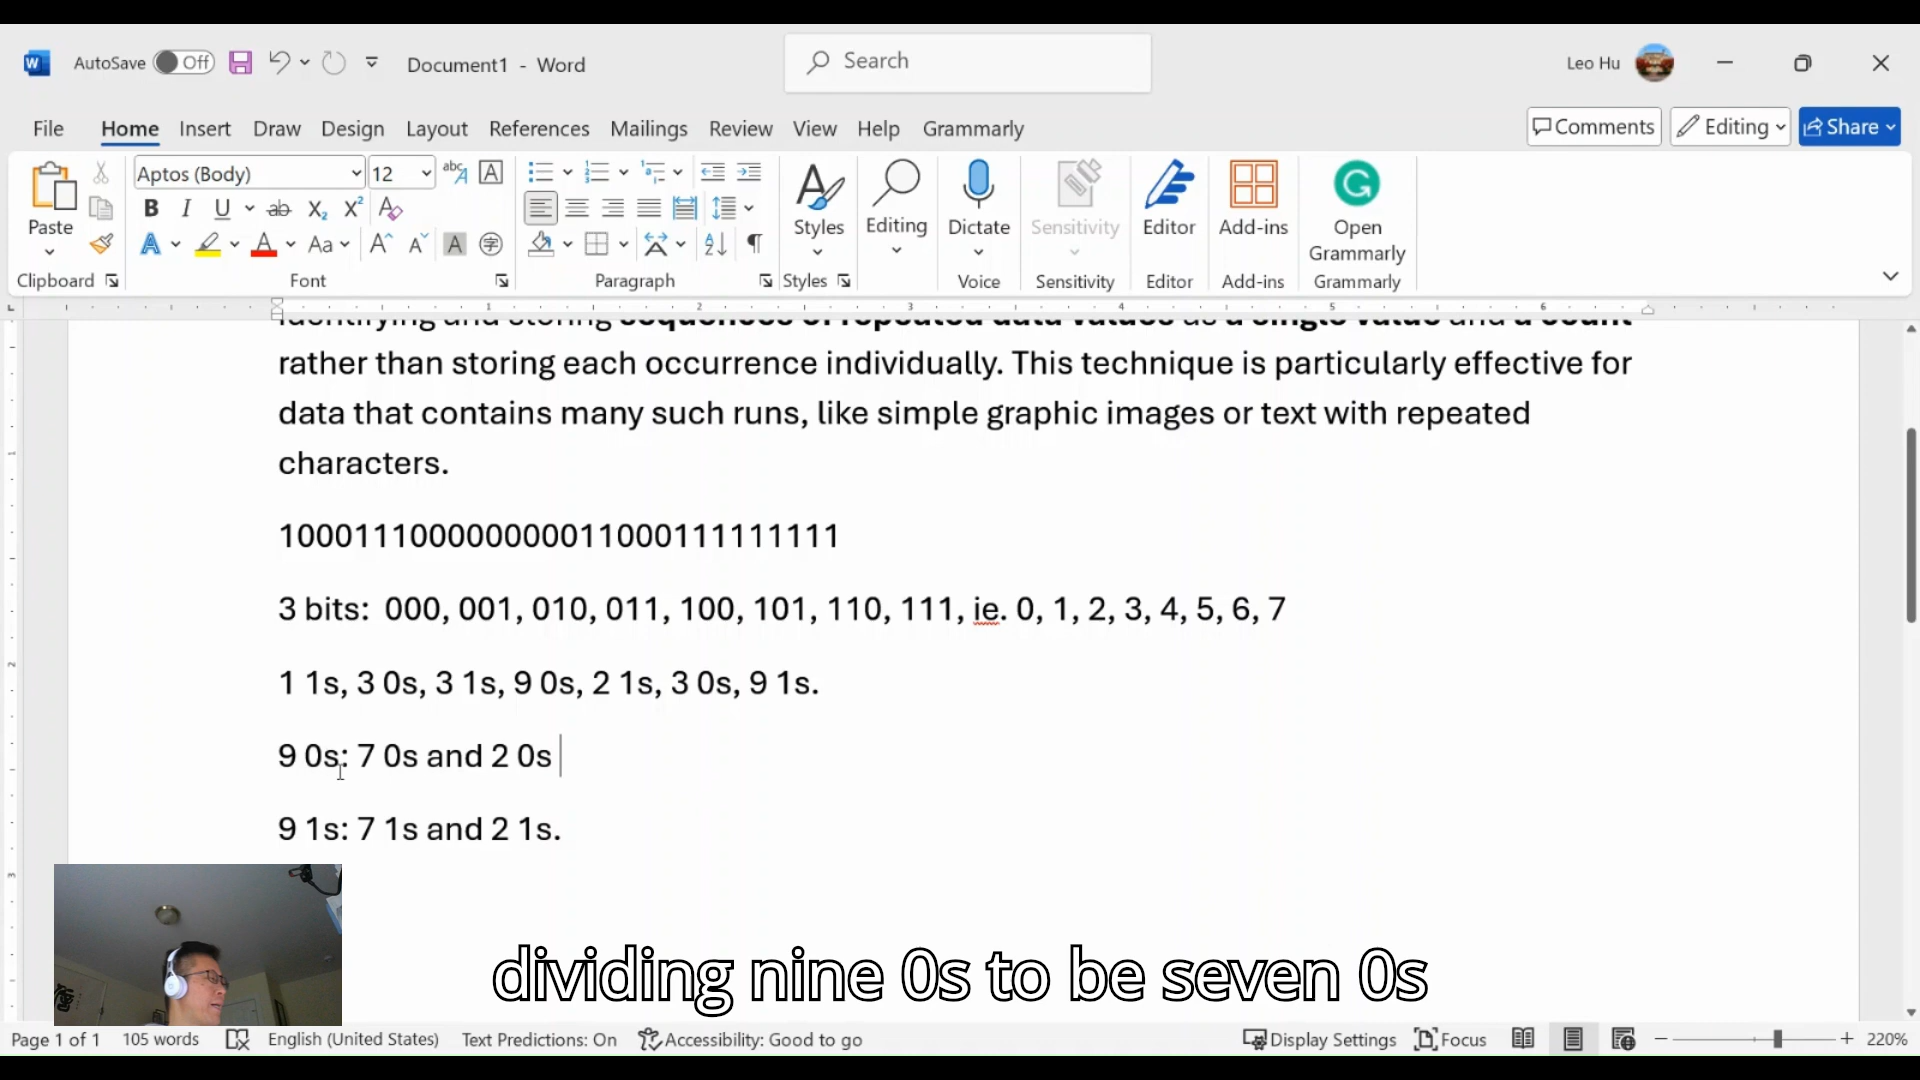 AutoSave Off Document1 - Word Search Leo Hu
File Home Insert Draw Design Layout References Mailings Review View Help Grammarly Comments Editing Share
Paste
Clipboard
Aptos (Body) 12
Font
Paragraph
Styles
Styles
Editing
Dictate
Voice
Sensitivity
Sensitivity
Editor
Editor
Add-ins
Add-ins
Open
Grammarly
Grammarly
1 2 3 4 5 6
identifying and storing sequences of repeated data values as a single value and a count
rather than storing each occurrence individually. This technique is particularly effective for
data that contains many such runs, like simple graphic images or text with repeated
characters.
100011100000000011000111111111
3 bits: 000, 001, 010, 011, 100, 101, 110, 111, ie. 0, 1, 2, 3, 4, 5, 6, 7
1 1s, 3 0s, 3 1s, 9 0s, 2 1s, 3 0s, 9 1s.
9 0s: 7 0s and 2 0s
9 1s: 7 1s and 2 1s.
dividing nine 0s to be seven 0s
Page 1 of 1 105 words English (United States) Text Predictions: On Accessibility: Good to go Display Settings Focus 220%